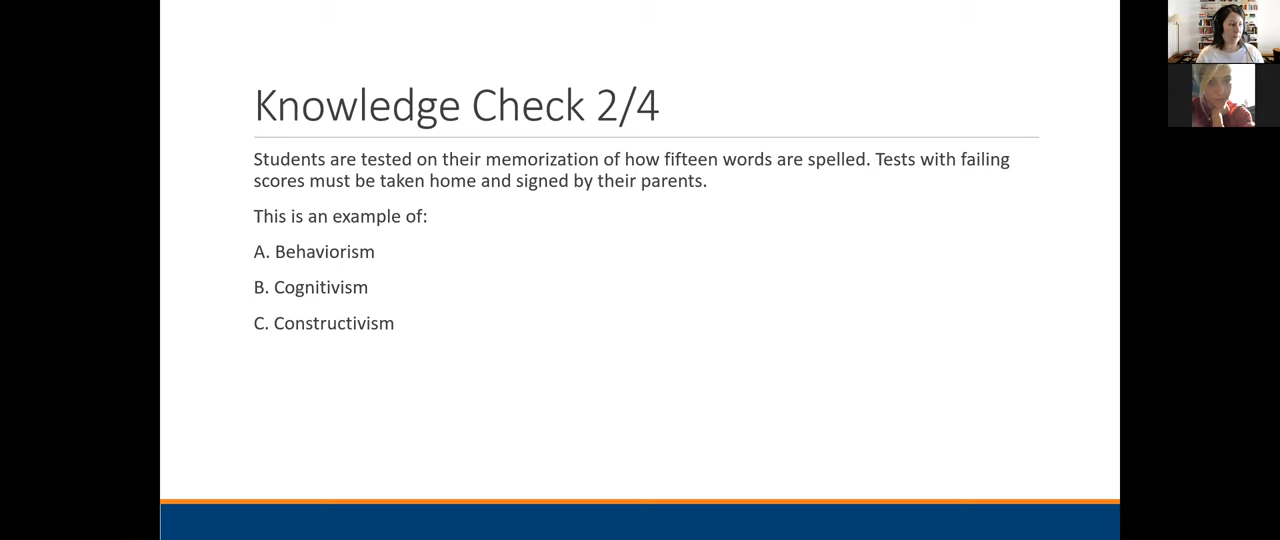 Knowledge Check 2/4
Students are tested on their memorization of how fifteen words are spelled. Tests with failing
scores must be taken home and signed by their parents.
This is an example of:
A. Behaviorism
B. Cognitivism
C. Constructivism